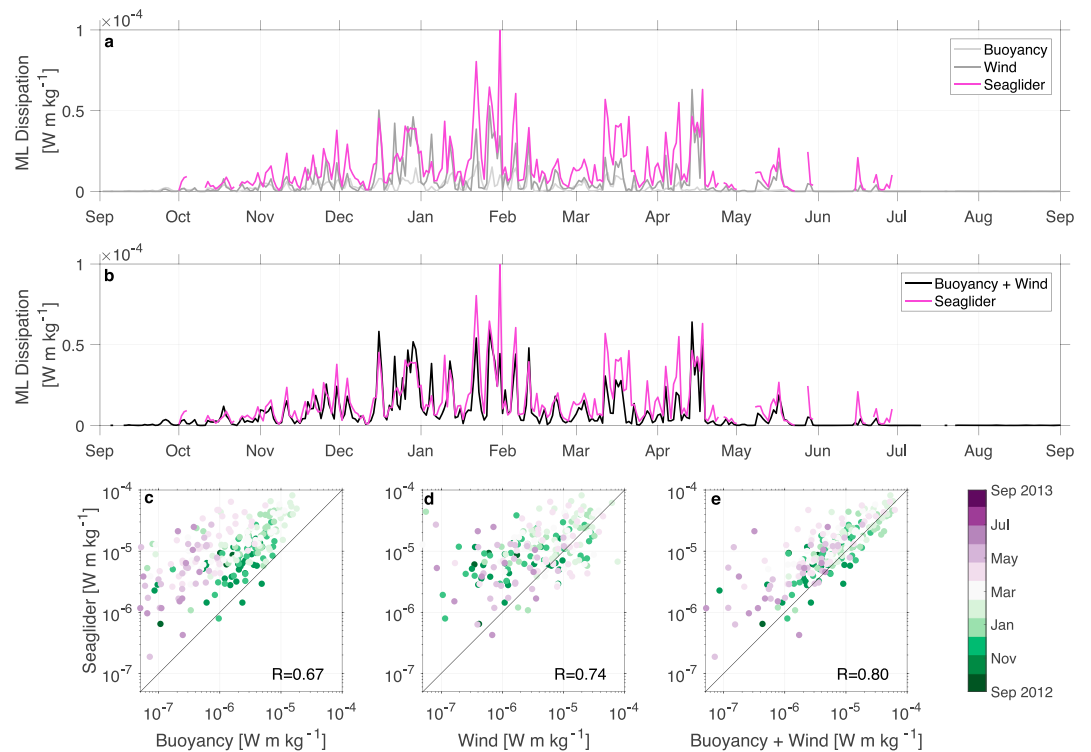 ×10⁻⁴
1
a
Buoyancy
Wind
Seaglider
0.5
0
ML Dissipation
[W m kg⁻¹]
Sep Oct Nov Dec Jan Feb Mar Apr May Jun Jul Aug Sep
×10⁻⁴
1
b
Buoyancy + Wind
Seaglider
0.5
0
ML Dissipation
[W m kg⁻¹]
Sep Oct Nov Dec Jan Feb Mar Apr May Jun Jul Aug Sep
Seaglider [W m kg⁻¹]
10⁻⁴
10⁻⁵
10⁻⁶
10⁻⁷
c
R=0.67
10⁻⁷ 10⁻⁶ 10⁻⁵
Buoyancy [W m kg⁻¹]
10⁻⁴
10⁻⁵
10⁻⁶
10⁻⁷
d
R=0.74
10⁻⁷ 10⁻⁶ 10⁻⁵ 10⁻⁴
Wind [W m kg⁻¹]
10⁻⁴
10⁻⁵
10⁻⁶
10⁻⁷
e
R=0.80
10⁻⁷ 10⁻⁶ 10⁻⁵ 10⁻⁴
Buoyancy + Wind [W m kg⁻¹]
Sep 2013
Jul
May
Mar
Jan
Nov
Sep 2012